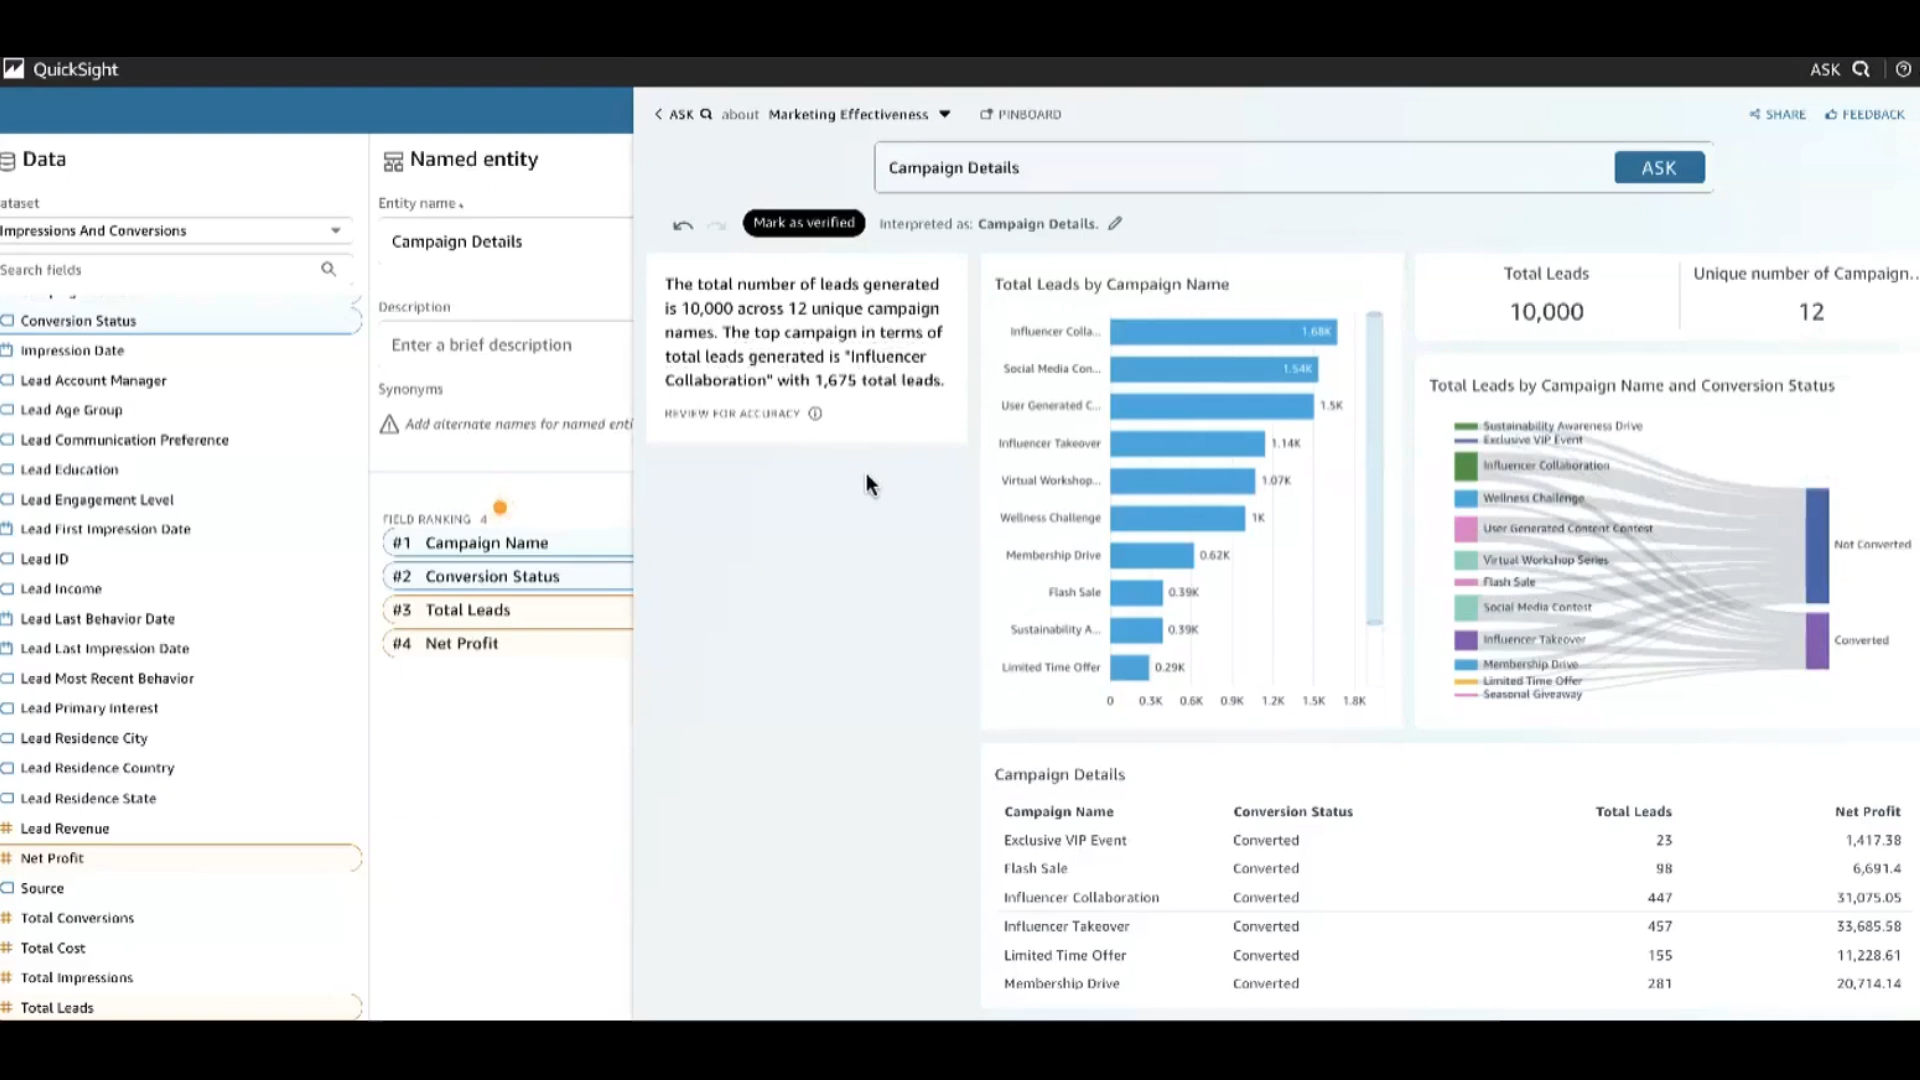 QuickSight
ASK
Data
ataset
Impressions And Conversions
Search fields
Conversion Status
Impression Date
Lead Account Manager
Lead Age Group
Lead Communication Preference
Lead Education
Lead Engagement Level
Lead First Impression Date
Lead ID
Lead Income
Lead Last Behavior Date
Lead Last Impression Date
Lead Most Recent Behavior
Lead Primary Interest
Lead Residence City
Lead Residence Country
Lead Residence State
# Lead Revenue
# Net Profit
Source
# Total Conversions
# Total Cost
# Total Impressions
# Total Leads
Named entity
Entity name
Campaign Details
Description
Enter a brief description
Synonyms
Add alternate names for named enti
FIELD RANKING 4
#1 Campaign Name
#2 Conversion Status
#3 Total Leads
#4 Net Profit
< ASK about Marketing Effectiveness
PINBOARD
SHARE
FEEDBACK
Campaign Details
ASK
Mark as verified
Interpreted as: Campaign Details.
The total number of leads generated
is 10,000 across 12 unique campaign
names. The top campaign in terms of
total leads generated is "Influencer
Collaboration" with 1,675 total leads.
REVIEW FOR ACCURACY
Total Leads by Campaign Name
Influencer Colla... 1.68K
Social Media Con... 1.54K
User Generated C... 1.5K
Influencer Takeover 1.14K
Virtual Workshop... 1.07K
Wellness Challenge 1K
Membership Drive 0.62K
Flash Sale 0.39K
Sustainability A... 0.39K
Limited Time Offer 0.29K
0 0.3K 0.6K 0.9K 1.2K 1.5K 1.8K
Total Leads
10,000
Unique number of Campaign...
12
Total Leads by Campaign Name and Conversion Status
Sustainability Awareness Drive
Exclusive VIP Event
Influencer Collaboration
Wellness Challenge
User Generated Content Contest
Virtual Workshop Series
Flash Sale
Social Media Contest
Influencer Takeover
Membership Drive
Limited Time Offer
Seasonal Giveaway
Not Converted
Converted
Campaign Details
Campaign Name Conversion Status Total Leads Net Profit
Exclusive VIP Event Converted 23 1,417.38
Flash Sale Converted 98 6,691.4
Influencer Collaboration Converted 447 31,075.05
Influencer Takeover Converted 457 33,685.58
Limited Time Offer Converted 155 11,228.61
Membership Drive Converted 281 20,714.14